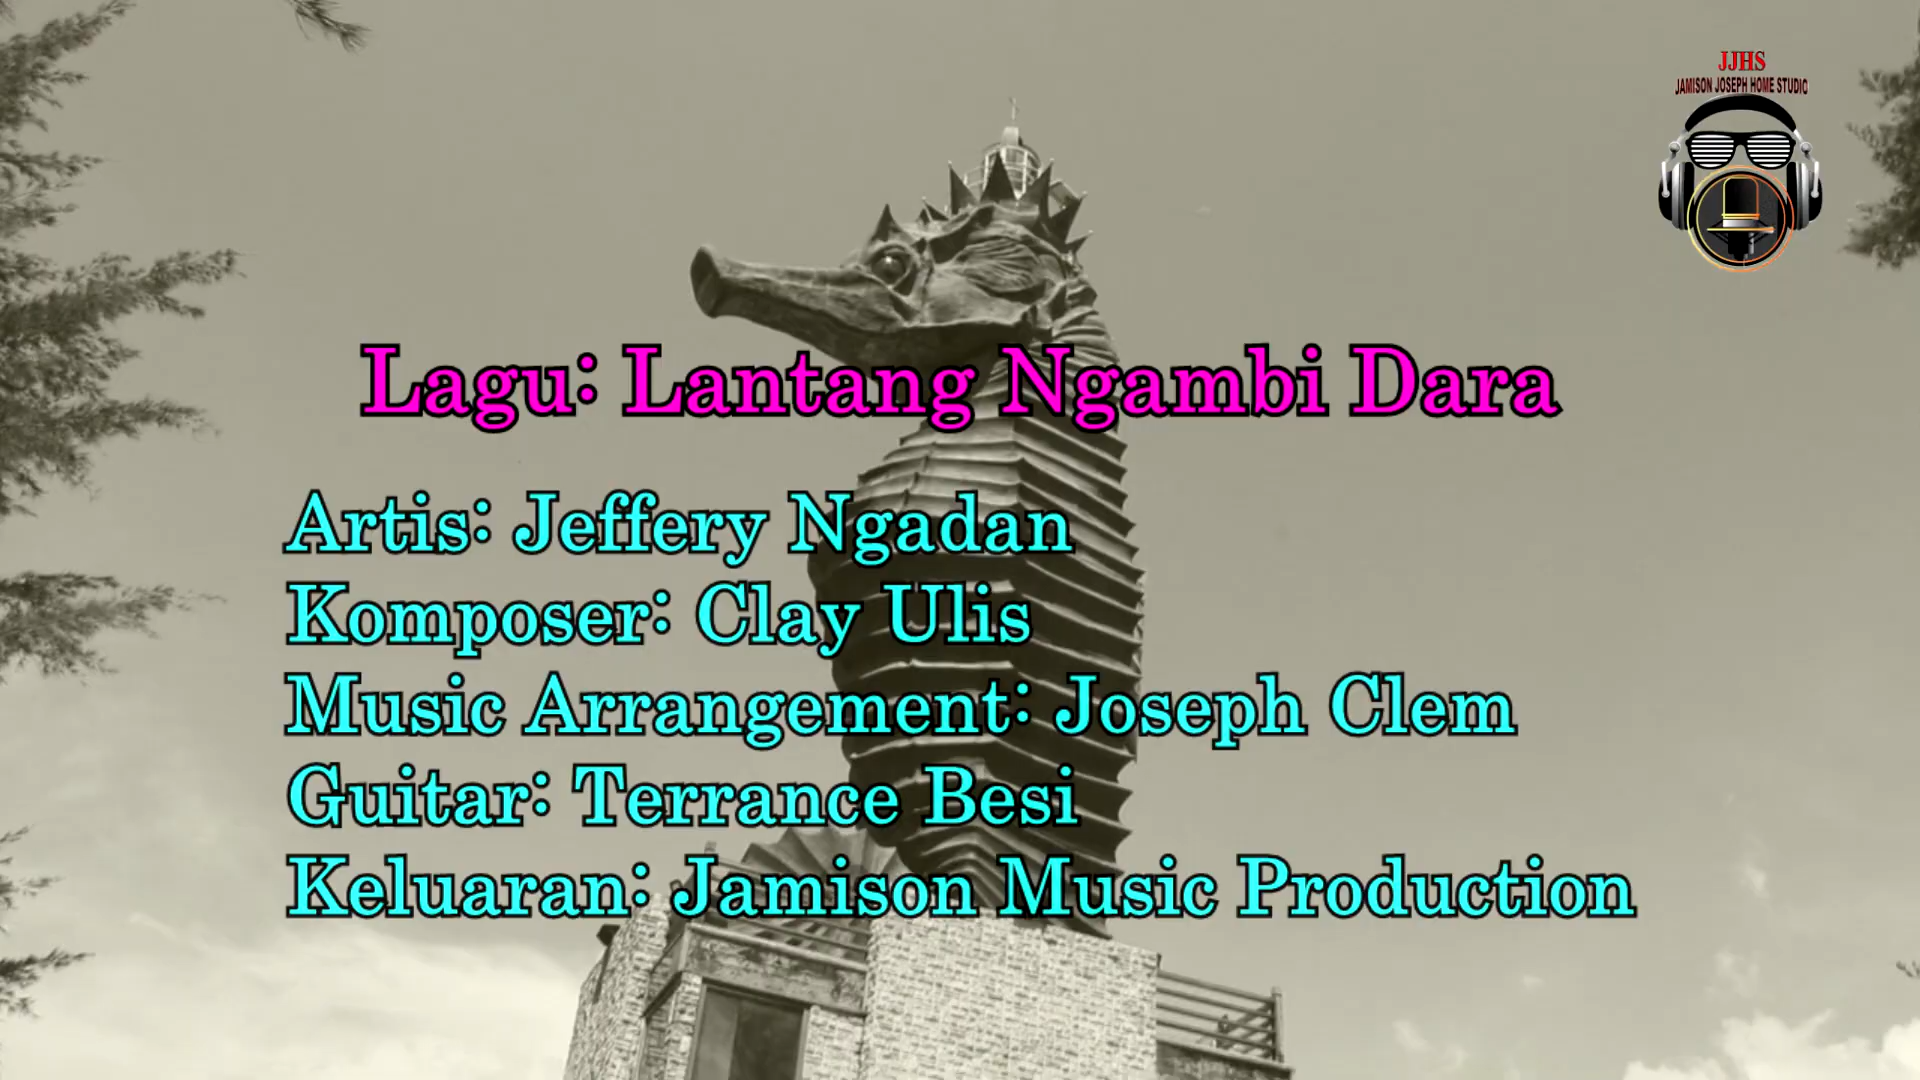 JJHS
JAMISON JOSEPH HOME STUDIO
Lagu: Lantang Ngambi Dara
Artis: Jeffery Ngadan
Komposer: Clay Ulis
Music Arrangement: Joseph Clem
Guitar: Terrance Besi
Keluaran: Jamison Music Production